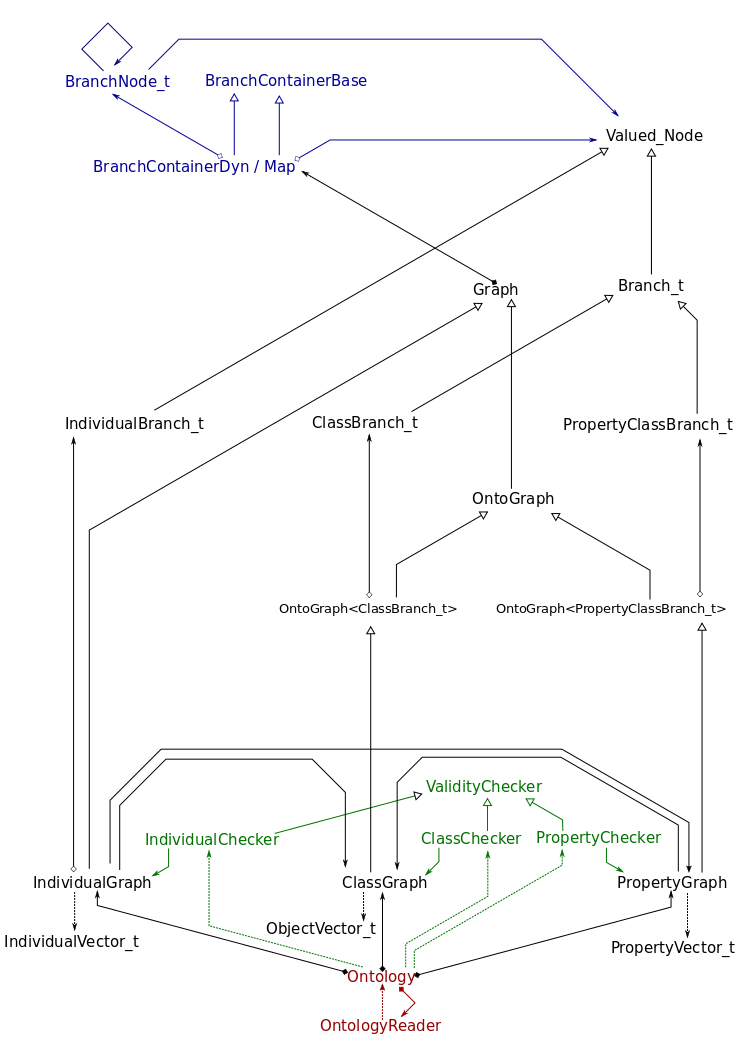 BranchNode_t
BranchContainerBase
Valued_Node
BranchContainerDyn / Map
Graph
Branch_t
IndividualBranch_t
ClassBranch_t
PropertyClassBranch_t
OntoGraph
OntoGraph<ClassBranch_t>
OntoGraph<PropertyClassBranch_t>
ValidityChecker
IndividualChecker
ClassChecker
PropertyChecker
IndividualGraph
ClassGraph
PropertyGraph
ObjectVector_t
IndividualVector_t
PropertyVector_t
Ontology
OntologyReader